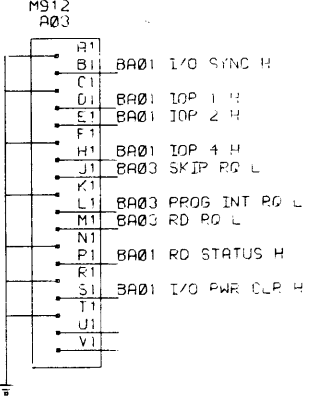 M912
A03
A1
B1 BA01 I/O SYNC H
C1
D1 BA01 IOP 1 H
E1 BA01 IOP 2 H
F1
H1 BA01 IOP 4 H
J1 BA03 SKIP RQ L
K1
L1 BA03 PROG INT RQ L
M1 BA03 RD RQ L
N1
P1 BA01 RD STATUS H
R1
S1 BA01 I/O PWR CLR H
T1
U1
V1